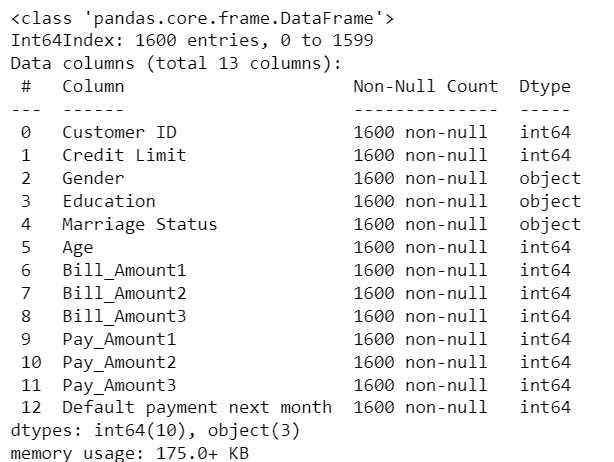 <class 'pandas.core.frame.DataFrame'>
Int64Index: 1600 entries, 0 to 1599
Data columns (total 13 columns):
 #   Column                      Non-Null Count  Dtype
---  ------                      --------------  -----
 0   Customer ID                 1600 non-null   int64
 1   Credit Limit                1600 non-null   int64
 2   Gender                      1600 non-null   object
 3   Education                   1600 non-null   object
 4   Marriage Status             1600 non-null   object
 5   Age                         1600 non-null   int64
 6   Bill_Amount1                1600 non-null   int64
 7   Bill_Amount2                1600 non-null   int64
 8   Bill_Amount3                1600 non-null   int64
 9   Pay_Amount1                 1600 non-null   int64
 10  Pay_Amount2                 1600 non-null   int64
 11  Pay_Amount3                 1600 non-null   int64
 12  Default payment next month  1600 non-null   int64
dtypes: int64(10), object(3)
memory usage: 175.0+ KB